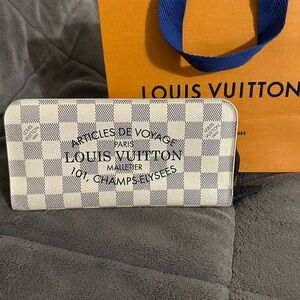 LOUIS VUITTON
ARTICLES DE VOYAGE
PARIS
LOUIS VUITTON
MALLETIER
101, CHAMPS-ELYSEES